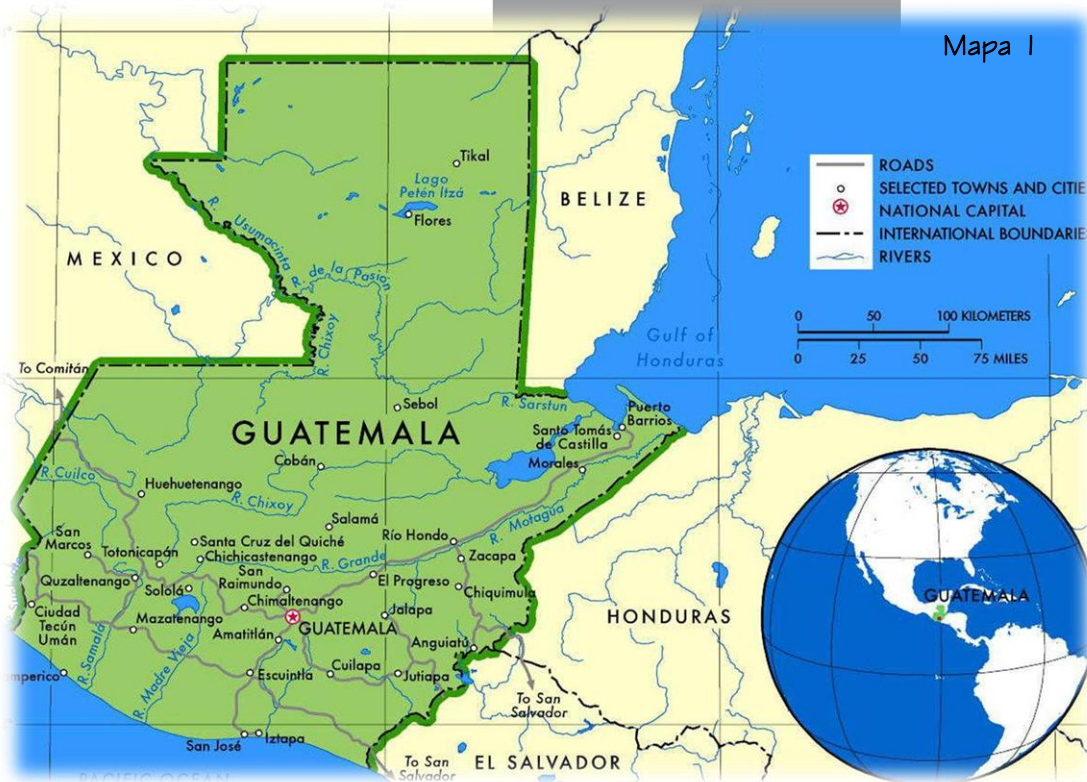 Mapa 1
Tikal
Lago
Petén Itzá
Flores
BELIZE
ROADS
SELECTED TOWNS AND CITIE
NATIONAL CAPITAL
INTERNATIONAL BOUNDARIE
RIVERS
MEXICO
R. Usumacinta
R. de la Pasión
R. Chixoy
0 50 100 KILOMETERS
0 25 50 75 MILES
Gulf of
Honduras
To Comitán
Sebol
R. Sarstun
Puerto
Barrios
Santo Tomás
de Castilla
GUATEMALA
Cobán
Morales
R. Cuilco
Huehuetenango
R. Chixoy
R. Motagua
Salamá
San
Marcos
Totonicapán
Santa Cruz del Quiché
Chichicastenango
Río Hondo
R. Grande
Zacapa
San
Raimundo
El Progreso
Quzaltenango
Sololá
Chimaltenango
Chiquimula
Ciudad
Tecún
Umán
Mazatenango
GUATEMALA
Jalapa
HONDURAS
GUATEMALA
Amatitlán
Anguiatú
R. Samalá
R. Madre Vieja
mperico
Escuintla
Cuilapa
Jutiapa
To San
Salvador
San José
Iztapa
To San
Salvador
EL SALVADOR
PACIFIC OCEAN